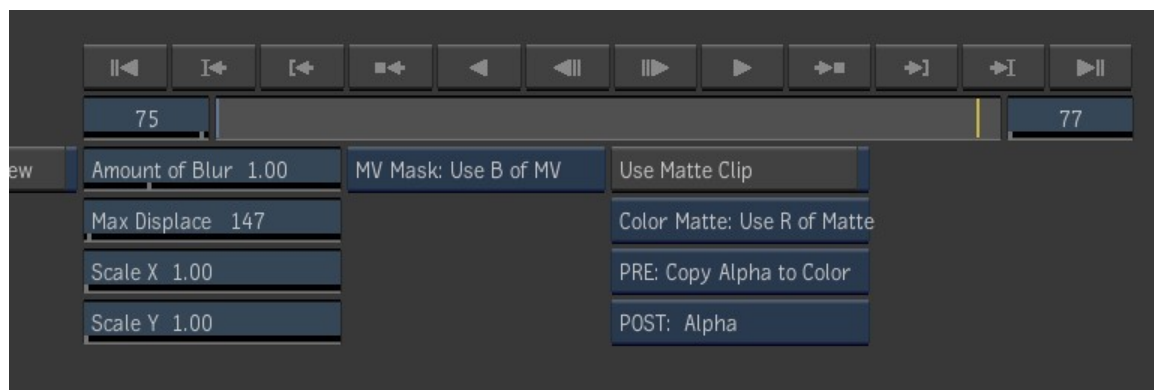 75 77
ew Amount of Blur 1.00 MV Mask: Use B of MV Use Matte Clip
Max Displace 147 Color Matte: Use R of Matte
Scale X 1.00 PRE: Copy Alpha to Color
Scale Y 1.00 POST: Alpha